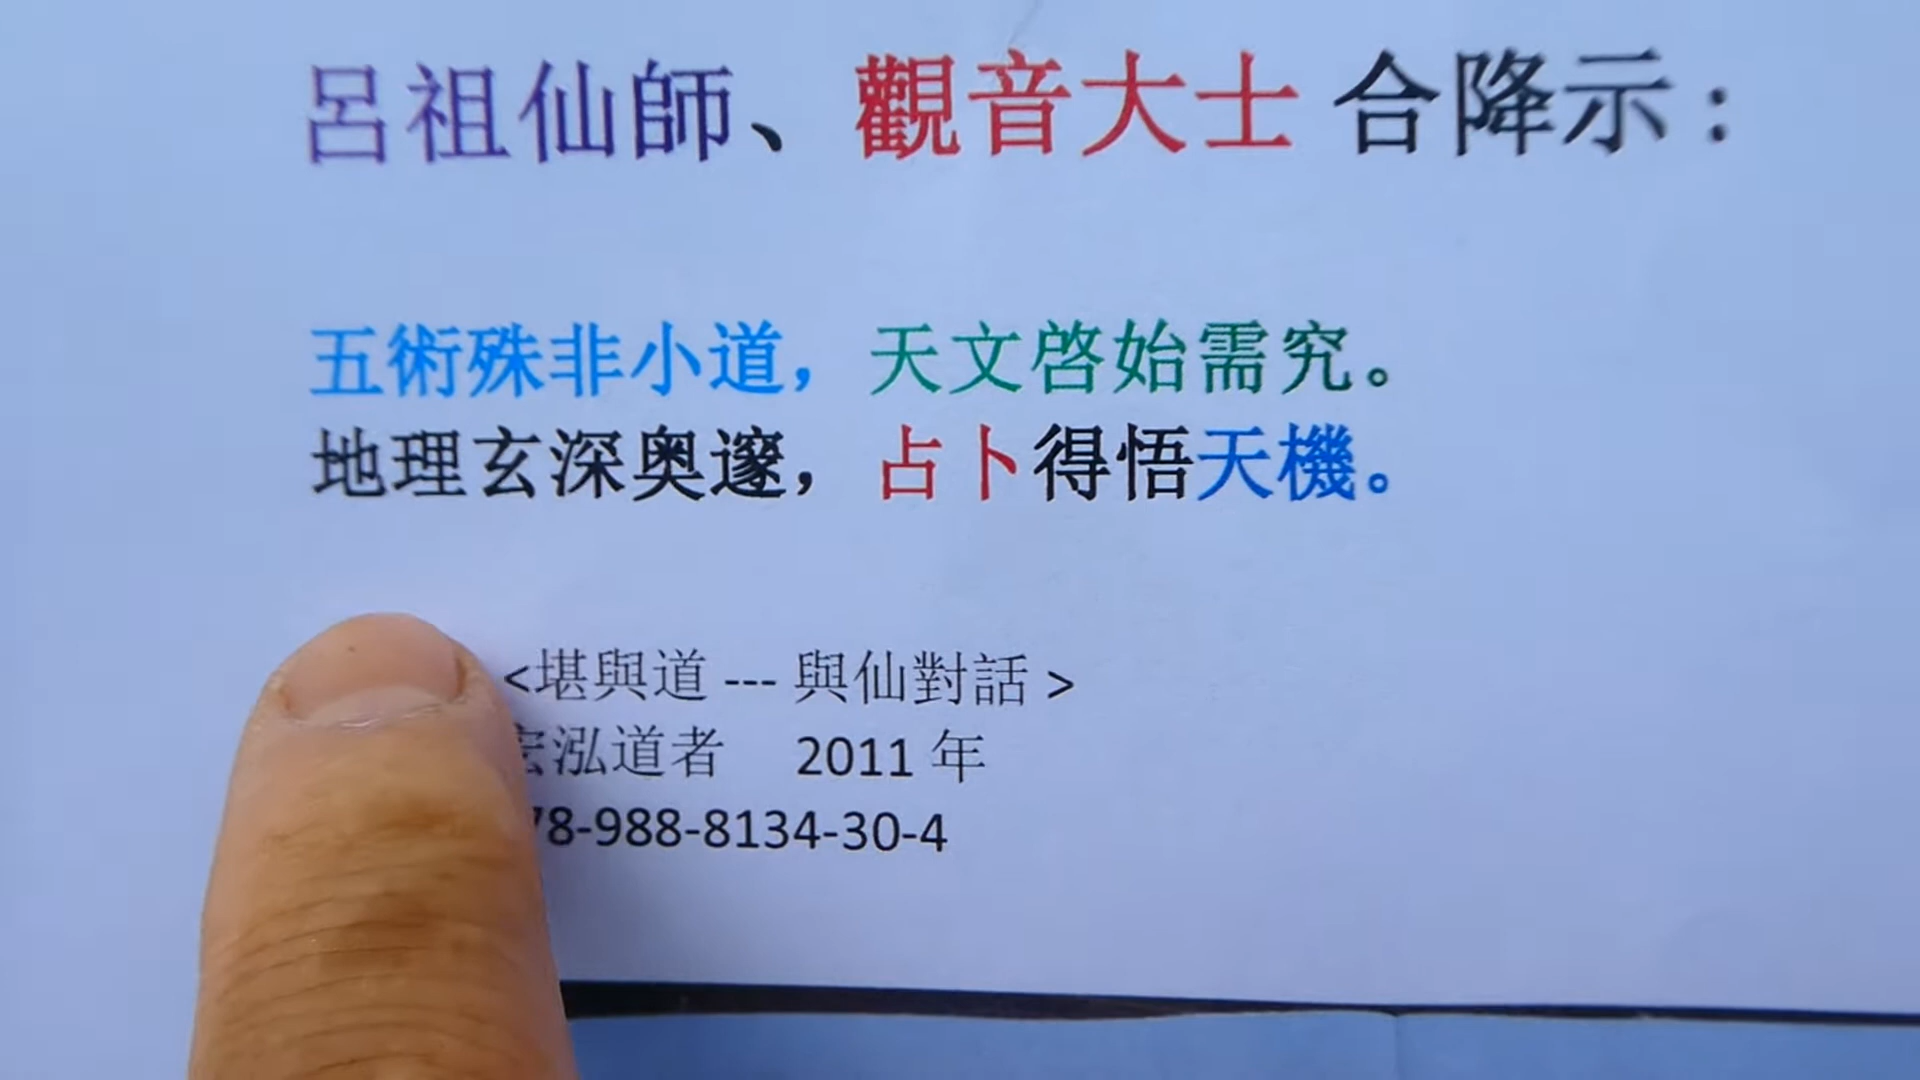 呂祖仙師、觀音大士 合降示:
五術殊非小道，天文啓始需究。
地理玄深奧邃，占卜得悟天機。
<堪與道 --- 與仙對話 >
泓道者 2011 年
78-988-8134-30-4